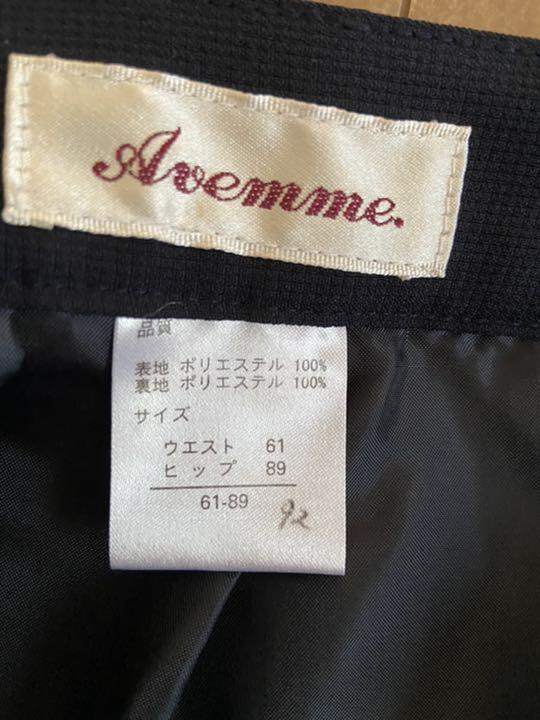 Avemme.
品質
表地 ポリエステル 100%
裏地 ポリエステル 100%
サイズ
ウエスト 61
ヒップ 89
61-89
92